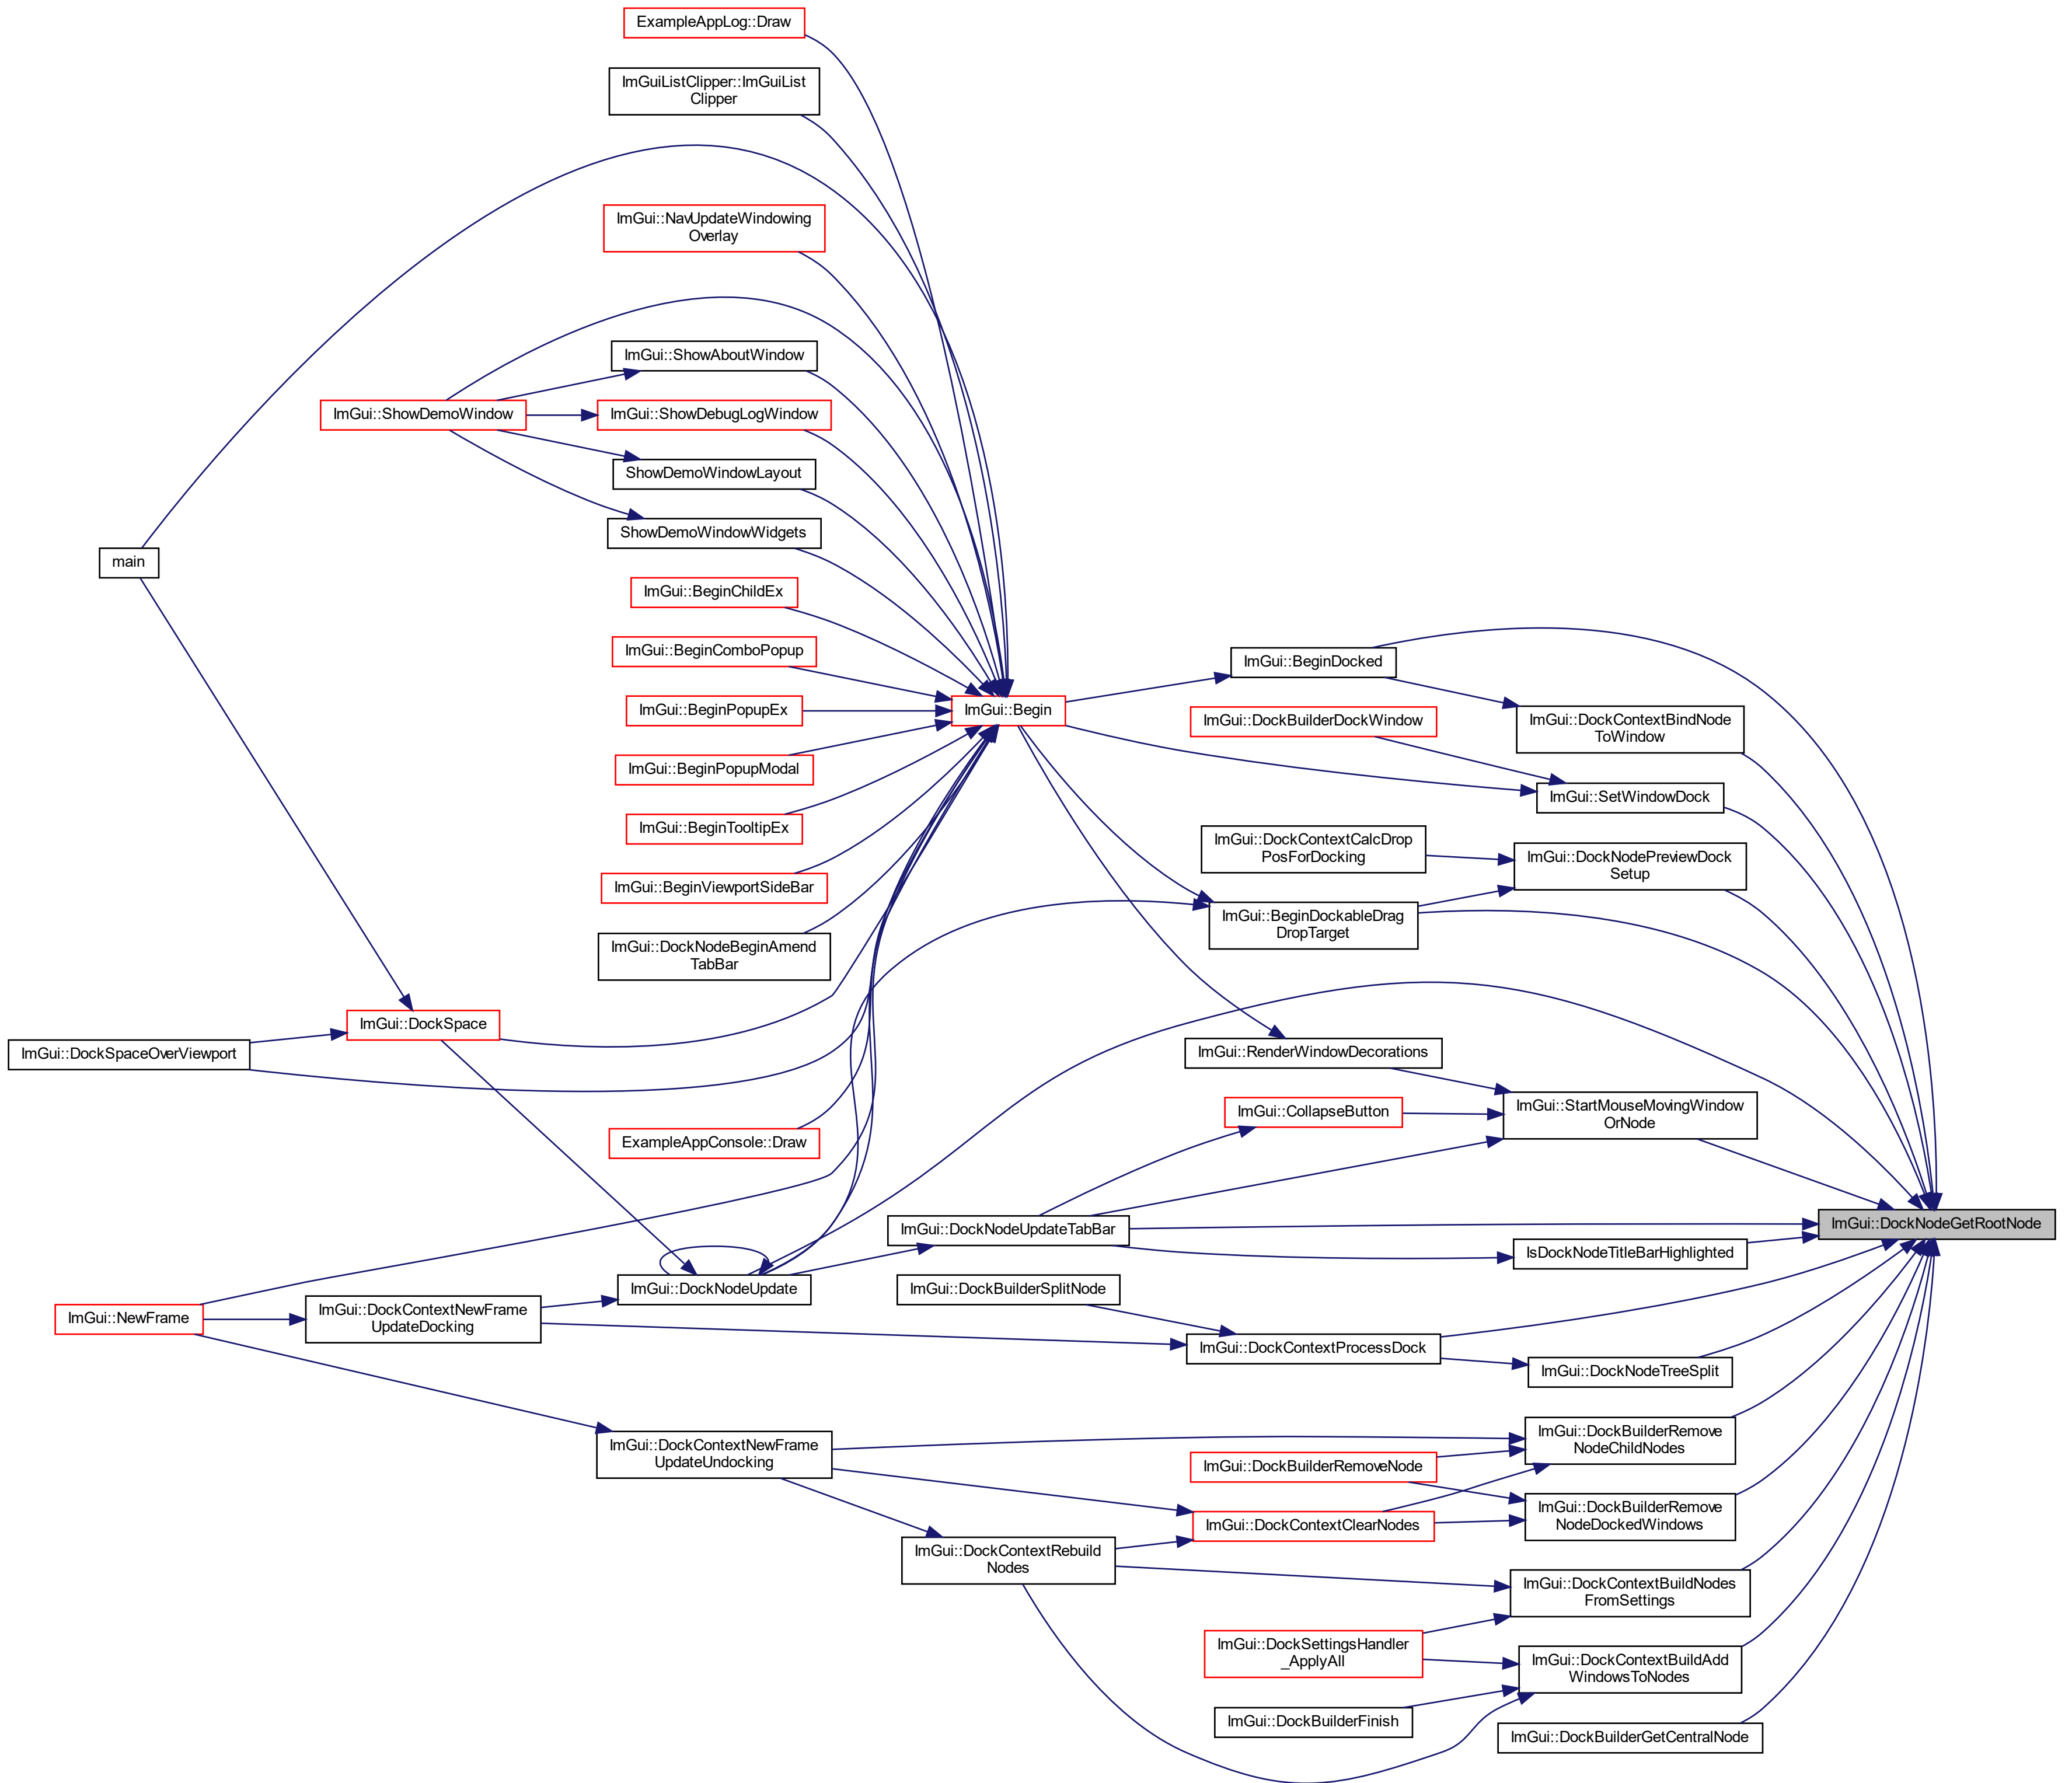 ExampleAppLog::Draw
ImGuiListClipper::ImGuiList
Clipper
ImGui::NavUpdateWindowing
Overlay
ImGui::ShowAboutWindow
ImGui::ShowDemoWindow
ImGui::ShowDebugLogWindow
ShowDemoWindowLayout
ShowDemoWindowWidgets
main
ImGui::BeginChildEx
ImGui::BeginComboPopup
ImGui::BeginPopupEx
ImGui::BeginPopupModal
ImGui::BeginTooltipEx
ImGui::BeginViewportSideBar
ImGui::DockNodeBeginAmend
TabBar
ImGui::DockSpace
ImGui::DockSpaceOverViewport
ExampleAppConsole::Draw
ImGui::DockNodeUpdate
ImGui::NewFrame
ImGui::DockContextNewFrame
UpdateDocking
ImGui::DockContextNewFrame
UpdateUndocking
ImGui::Begin
ImGui::BeginDocked
ImGui::DockBuilderDockWindow
ImGui::DockContextBindNode
ToWindow
ImGui::SetWindowDock
ImGui::DockContextCalcDrop
PosForDocking
ImGui::DockNodePreviewDock
Setup
ImGui::BeginDockableDrag
DropTarget
ImGui::RenderWindowDecorations
ImGui::CollapseButton
ImGui::StartMouseMovingWindow
OrNode
ImGui::DockNodeUpdateTabBar
IsDockNodeTitleBarHighlighted
ImGui::DockNodeGetRootNode
ImGui::DockBuilderSplitNode
ImGui::DockContextProcessDock
ImGui::DockNodeTreeSplit
ImGui::DockBuilderRemove
NodeChildNodes
ImGui::DockBuilderRemoveNode
ImGui::DockBuilderRemove
NodeDockedWindows
ImGui::DockContextClearNodes
ImGui::DockContextRebuild
Nodes
ImGui::DockContextBuildNodes
FromSettings
ImGui::DockSettingsHandler
_ApplyAll
ImGui::DockContextBuildAdd
WindowsToNodes
ImGui::DockBuilderFinish
ImGui::DockBuilderGetCentralNode